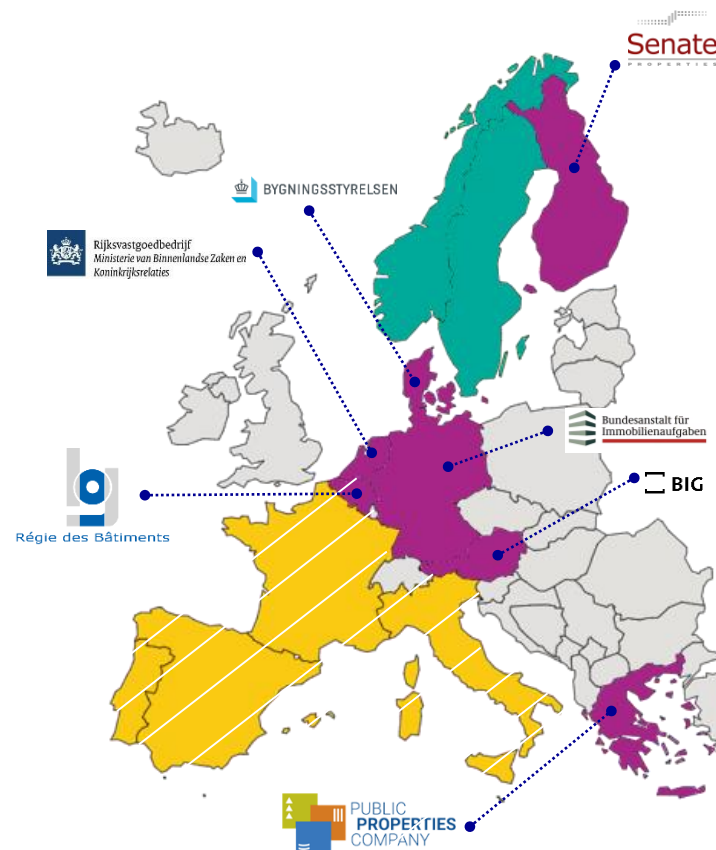 Senate
PROPERTIES
BYGNINGSSTYRELSEN
Rijksvastgoedbedrijf
Ministerie van Binnenlandse Zaken en
Koninkrijksrelaties
Bundesanstalt für
Immobilienaufgaben
BIG
Régie des Bâtiments
PUBLIC
PROPERTIES
COMPANY